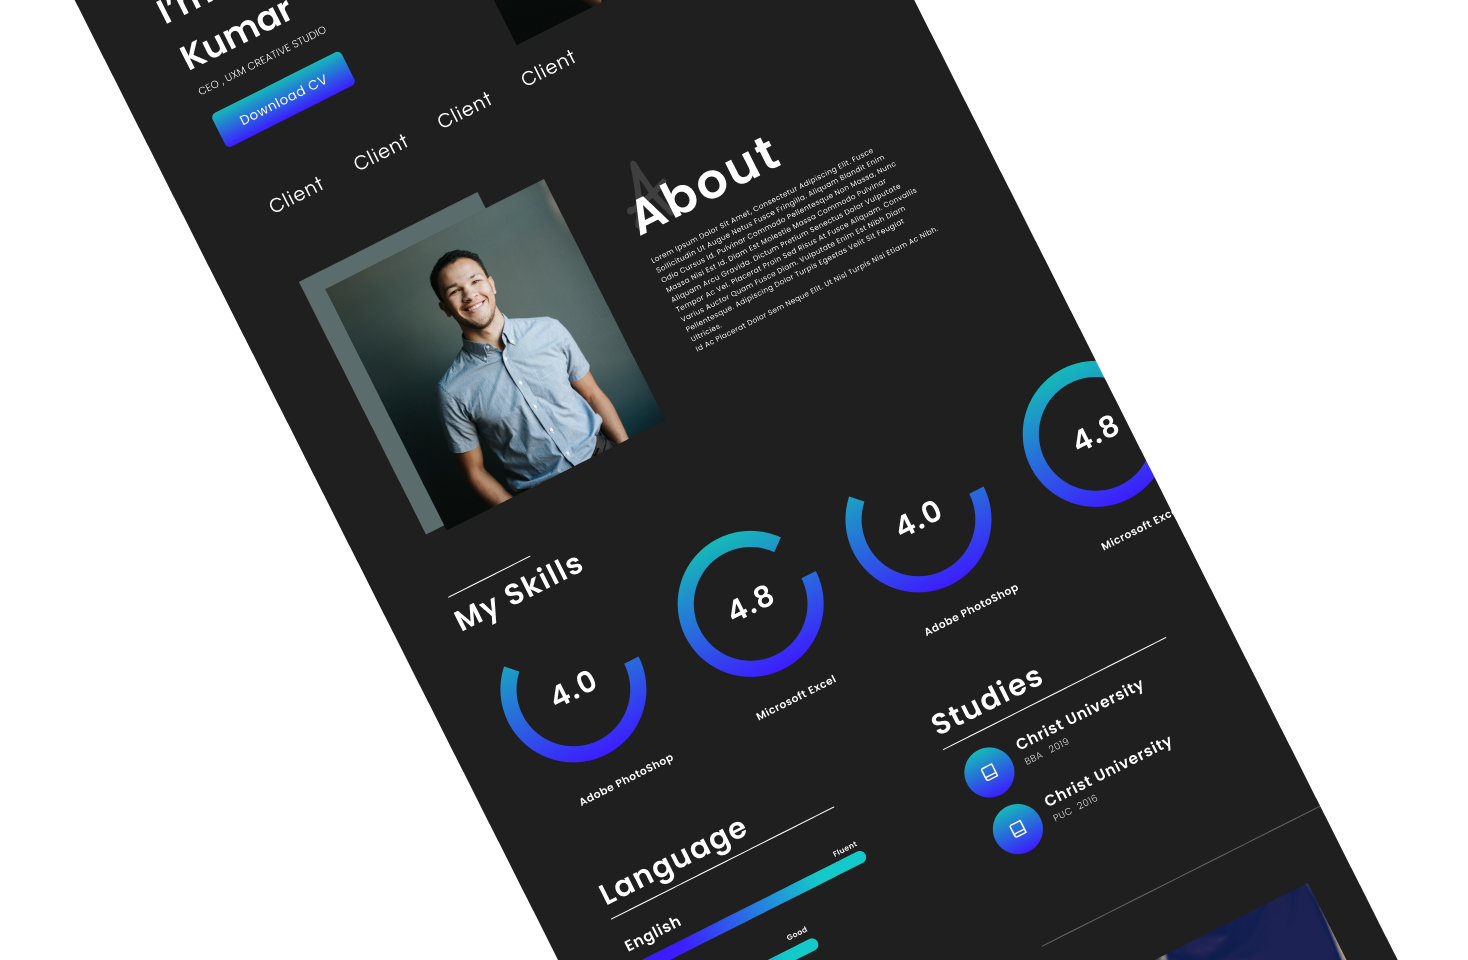 I'm
Kumar
CEO , UXM CREATIVE STUDIO
Download CV
Client
Client
Client
Client
A
About
Lorem Ipsum Dolor Sit Amet, Consectetur Adipiscing Elit. Fusce
Sollicitudin Ut Augue Netus Fusce Fringilla. Aliquam Blandit Enim
Odio Cursus Id. Pulvinar Commodo Pellentesque Non Massa, Nunc
Massa Nisi Est Id. Diam Est Molestie Massa Commodo Pulvinar
Aliquam Arcu Gravida. Dictum Pretium Senectus Dolor Vulputate
Tempor Ac Vel. Placerat Proin Sed Risus At Fusce Aliquam. Convallis
Varius Auctor Quam Fusce Diam. Vulputate Enim Est Nibh Diam
Pellentesque. Adipiscing Dolor Turpis Egestas Velit Sit Feugiat
Ultricies.
Id Ac Placerat Dolor Sem Neque Elit. Ut Nisl Turpis Nisi Etiam Ac Nibh.
My Skills
4.0
Adobe PhotoShop
4.8
Microsoft Excel
4.0
Adobe PhotoShop
4.8
Microsoft Exc
Language
English
Fluent
Good
Studies
Christ University
BBA 2019
Christ University
PUC 2016